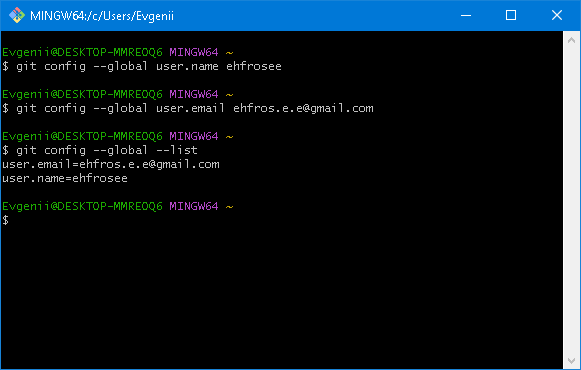 MINGW64:/c/Users/Evgenii
Evgenii@DESKTOP-MMREOQ6 MINGW64 ~
$ git config --global user.name ehfrosee
Evgenii@DESKTOP-MMREOQ6 MINGW64 ~
$ git config --global user.email ehfros.e.e@gmail.com
Evgenii@DESKTOP-MMREOQ6 MINGW64 ~
$ git config --global --list
user.email=ehfros.e.e@gmail.com
user.name=ehfrosee
Evgenii@DESKTOP-MMREOQ6 MINGW64 ~
$